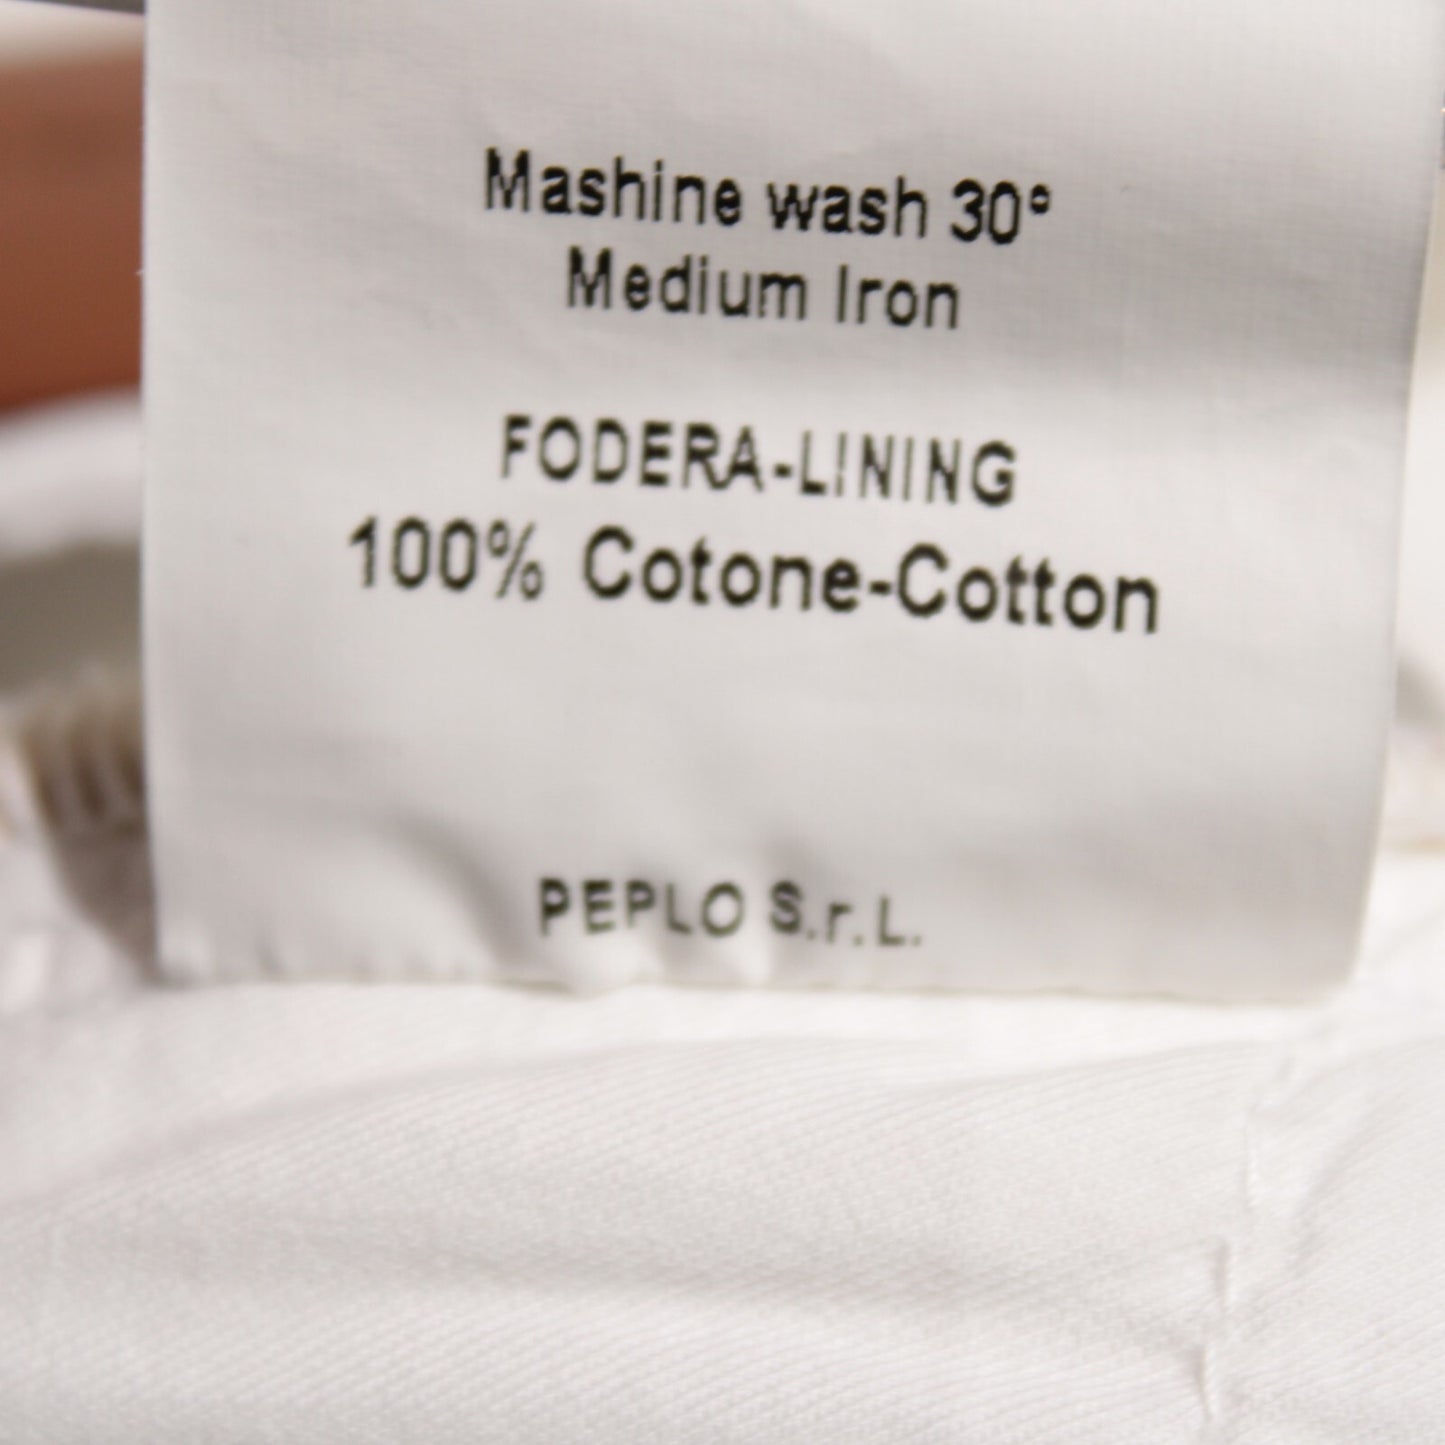 Mashine wash 30°
Medium Iron
FODERA-LINING
100% Cotone-Cotton
PEPLO S.r.L.